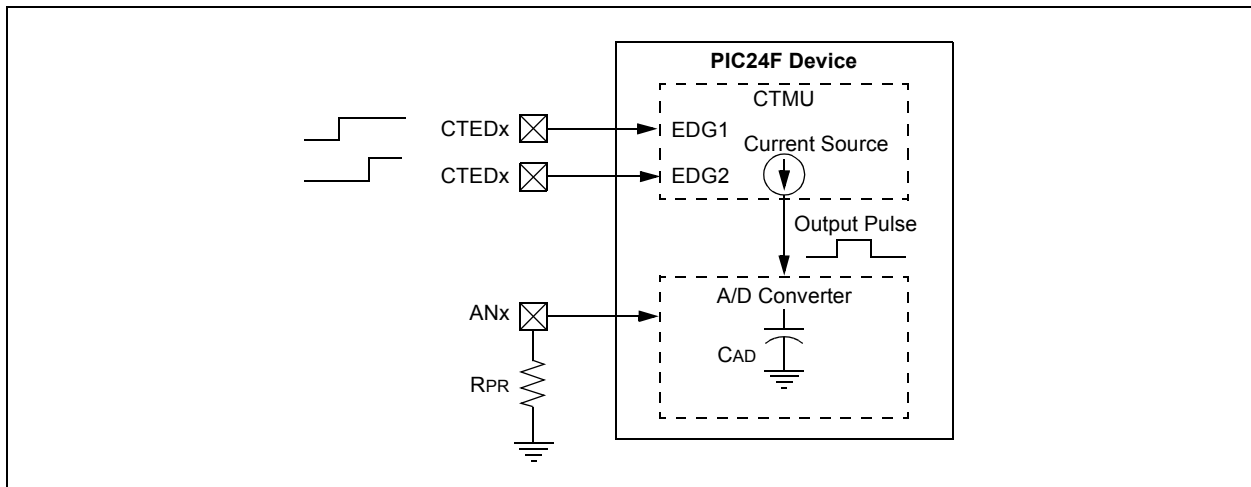 PIC24F Device
CTMU
CTEDx
EDG1
Current Source
CTEDx
EDG2
Output Pulse
A/D Converter
ANx
CAD
RPR